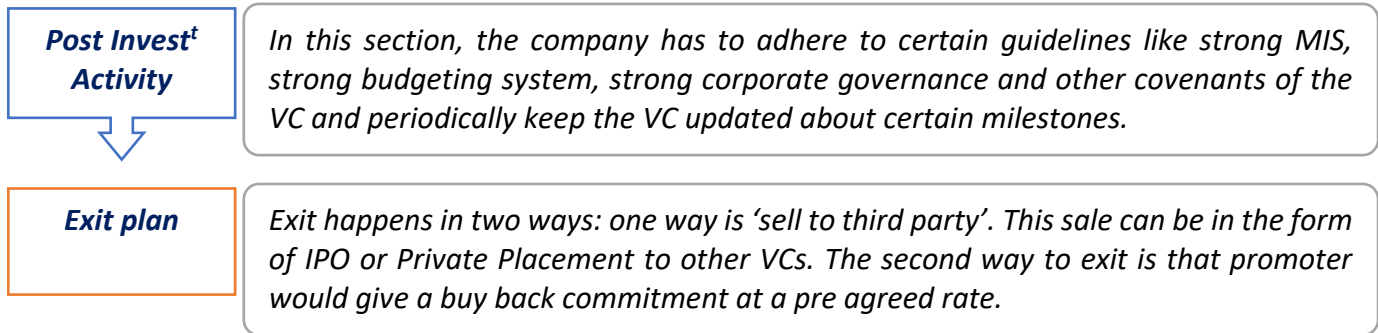 Post Invest^t
Activity
In this section, the company has to adhere to certain guidelines like strong MIS,
strong budgeting system, strong corporate governance and other covenants of the
VC and periodically keep the VC updated about certain milestones.
Exit plan
Exit happens in two ways: one way is ‘sell to third party’. This sale can be in the form
of IPO or Private Placement to other VCs. The second way to exit is that promoter
would give a buy back commitment at a pre agreed rate.